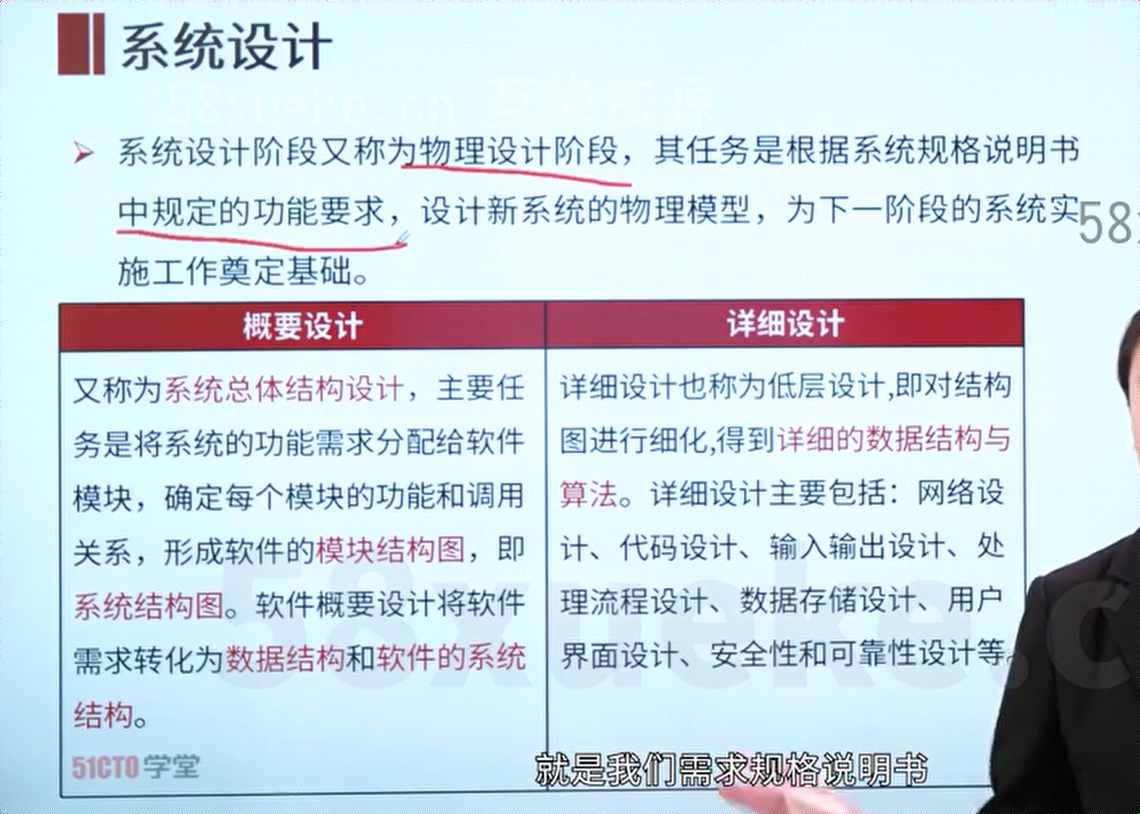 系统设计
58xueke.cn 互换资源
系统设计阶段又称为物理设计阶段，其任务是根据系统规格说明书
中规定的功能要求，设计新系统的物理模型，为下一阶段的系统实
58
施工作奠定基础。
概要设计
又称为系统总体结构设计，主要任
务是将系统的功能需求分配给软件
模块，确定每个模块的功能和调用
关系，形成软件的模块结构图，即
系统结构图。软件概要设计将软件
需求转化为数据结构和软件的系统
结构。
详细设计
详细设计也称为低层设计,即对结构
图进行细化,得到详细的数据结构与
算法。详细设计主要包括：网络设
计、代码设计、输入输出设计、处
理流程设计、数据存储设计、用户
界面设计、安全性和可靠性设计等。
58xueke.c
51CTO学堂
就是我们需求规格说明书